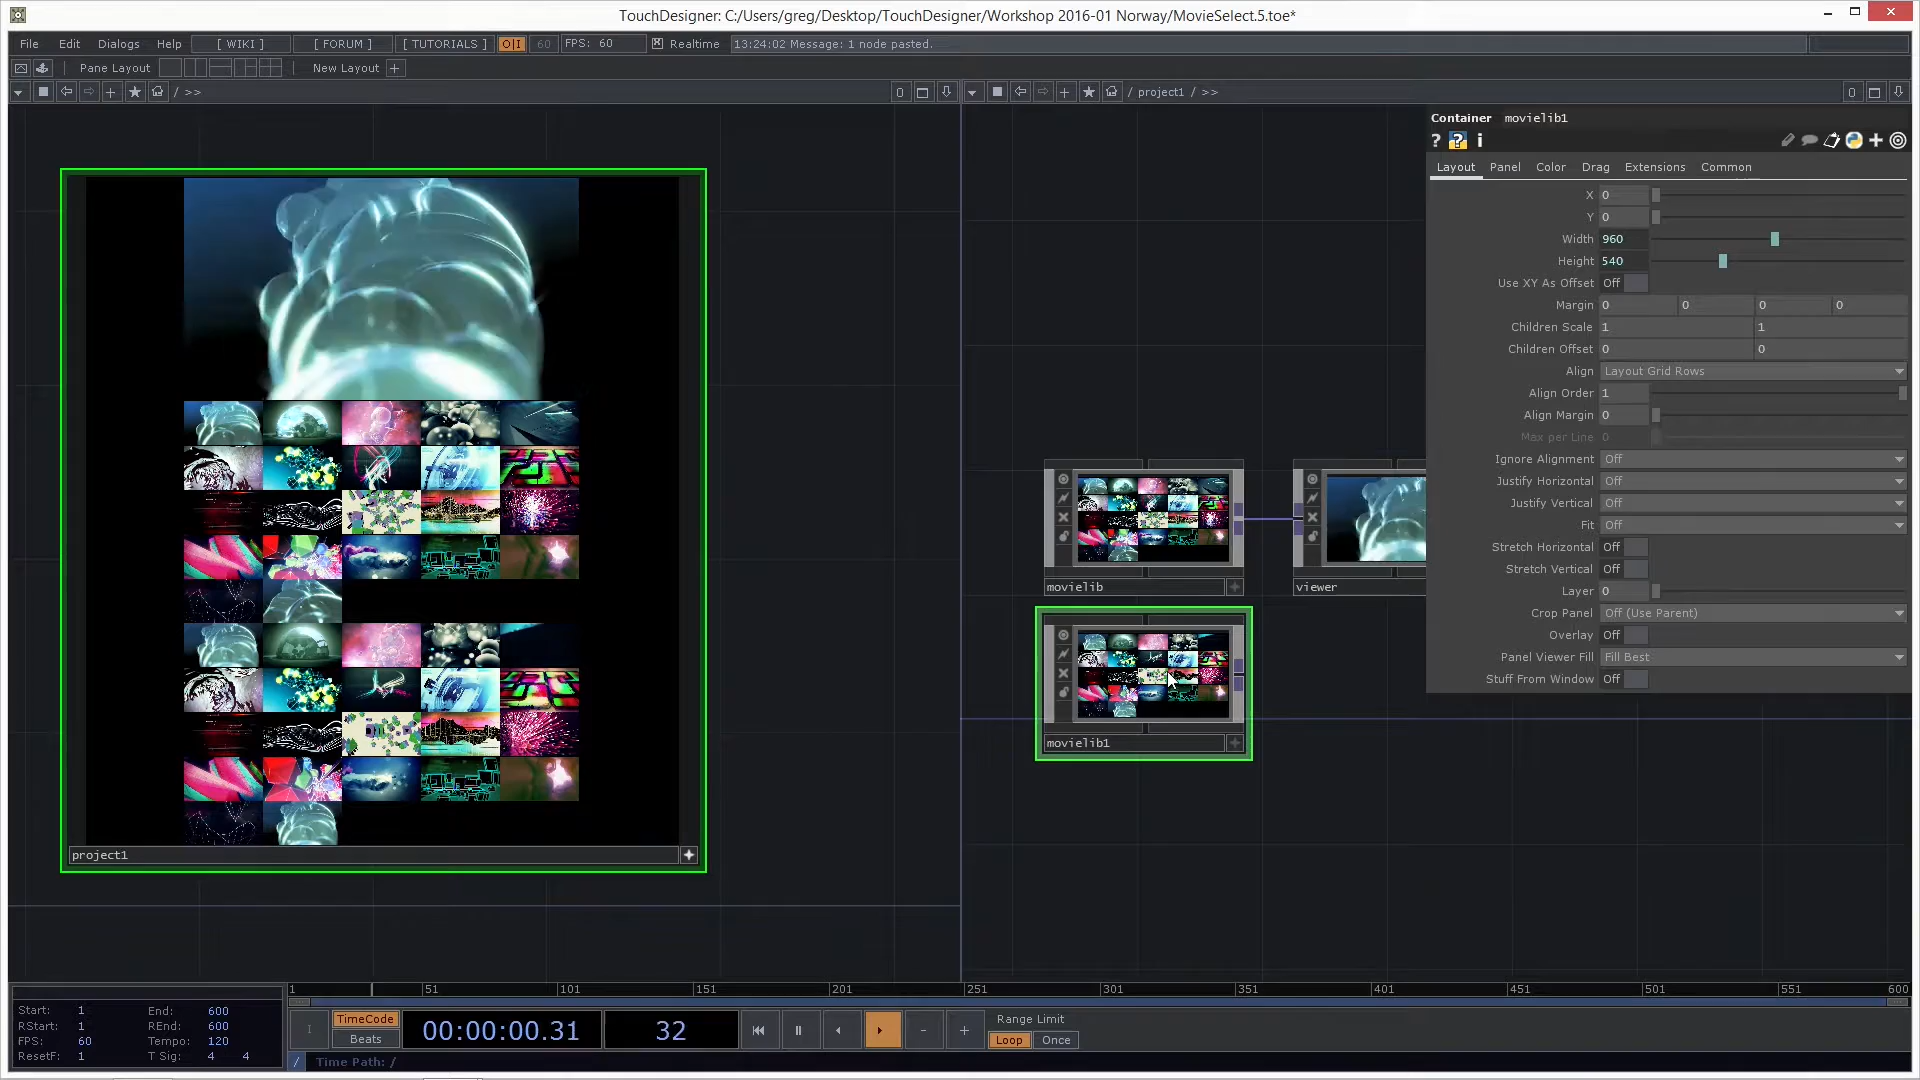 TouchDesigner: C:/Users/greg/Desktop/TouchDesigner/Workshop 2016-01 Norway/MovieSelect.5.toe*
File Edit Dialogs Help [ WIKI ] [ FORUM ] [ TUTORIALS ] O|I 60 FPS: 60 Realtime 13:24:02 Message: 1 node pasted.
Pane Layout New Layout +
/ >> 0 / project1 / >> 0
Container movielib1
? ? i
Layout Panel Color Drag Extensions Common
X 0
Y 0
Width 960
Height 540
Use XY As Offset Off
Margin 0 0 0 0
Children Scale 1 1
Children Offset 0 0
Align Layout Grid Rows
Align Order 1
Align Margin 0
Max per Line 0
Ignore Alignment Off
Justify Horizontal Off
Justify Vertical Off
Fit Off
Stretch Horizontal Off
Stretch Vertical Off
Layer 0
Crop Panel Off (Use Parent)
Overlay Off
Panel Viewer Fill Fill Best
Stuff From Window Off
movielib
viewer
movielib1
project1
1 51 101 151 201 251 301 351 401 451 501 551 600
Start: 1 End: 600
RStart: 1 REnd: 600
FPS: 60 Tempo: 120
ResetF: 1 T Sig: 4 4
I TimeCode Beats 00:00:00.31 32 - + Range Limit
Loop Once
/ Time Path: /